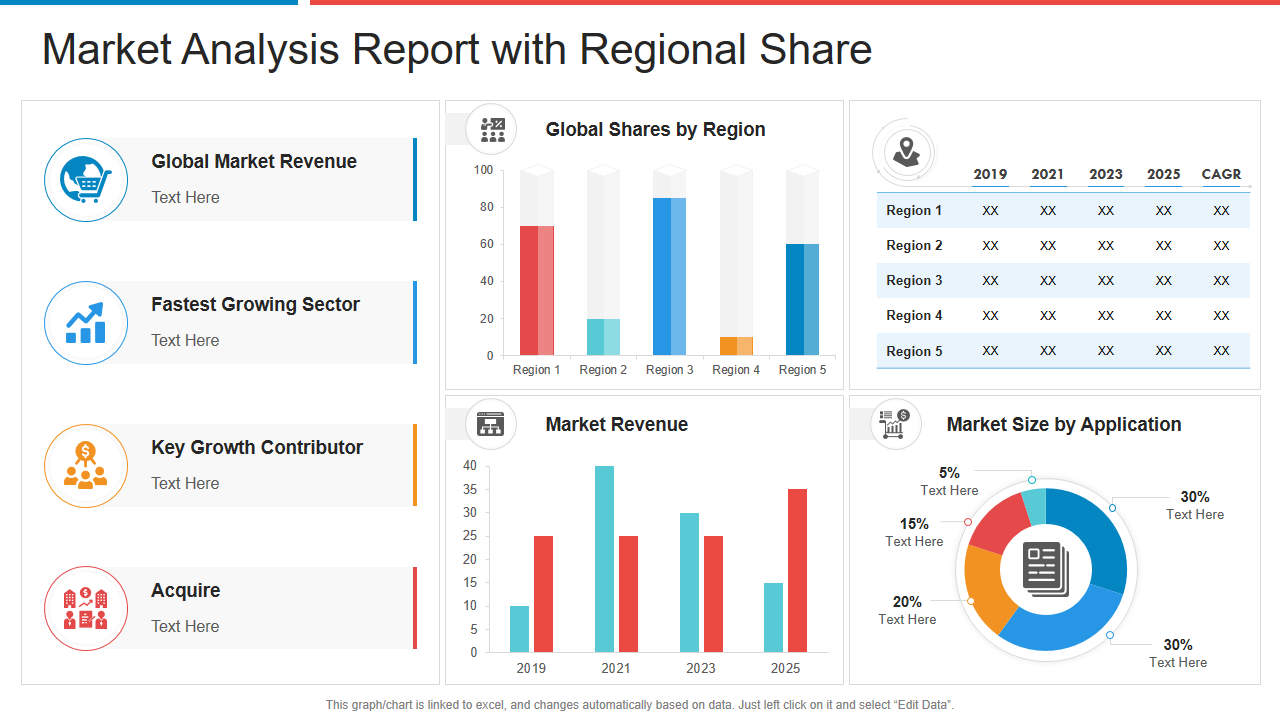 Market Analysis Report with Regional Share
Global Market Revenue
Text Here
Fastest Growing Sector
Text Here
Key Growth Contributor
Text Here
Acquire
Text Here
Global Shares by Region
100
80
60
40
20
0
Region 1 Region 2 Region 3 Region 4 Region 5
2019 2021 2023 2025 CAGR
Region 1 XX XX XX XX XX
Region 2 XX XX XX XX XX
Region 3 XX XX XX XX XX
Region 4 XX XX XX XX XX
Region 5 XX XX XX XX XX
Market Revenue
40
35
30
25
20
15
10
5
0
2019 2021 2023 2025
Market Size by Application
5%
Text Here
30%
Text Here
15%
Text Here
20%
Text Here
30%
Text Here
This graph/chart is linked to excel, and changes automatically based on data. Just left click on it and select “Edit Data”.